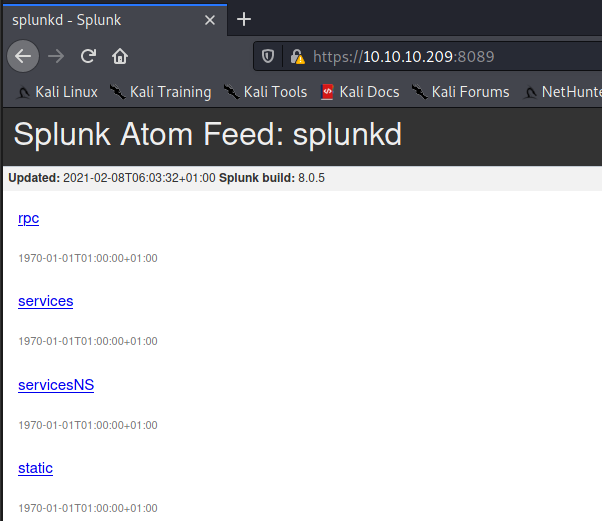 splunkd - Splunk
https://10.10.10.209:8089
Kali Linux Kali Training Kali Tools Kali Docs Kali Forums NetHunte
Splunk Atom Feed: splunkd
Updated: 2021-02-08T06:03:32+01:00 Splunk build: 8.0.5
rpc
1970-01-01T01:00:00+01:00
services
1970-01-01T01:00:00+01:00
servicesNS
1970-01-01T01:00:00+01:00
static
1970-01-01T01:00:00+01:00